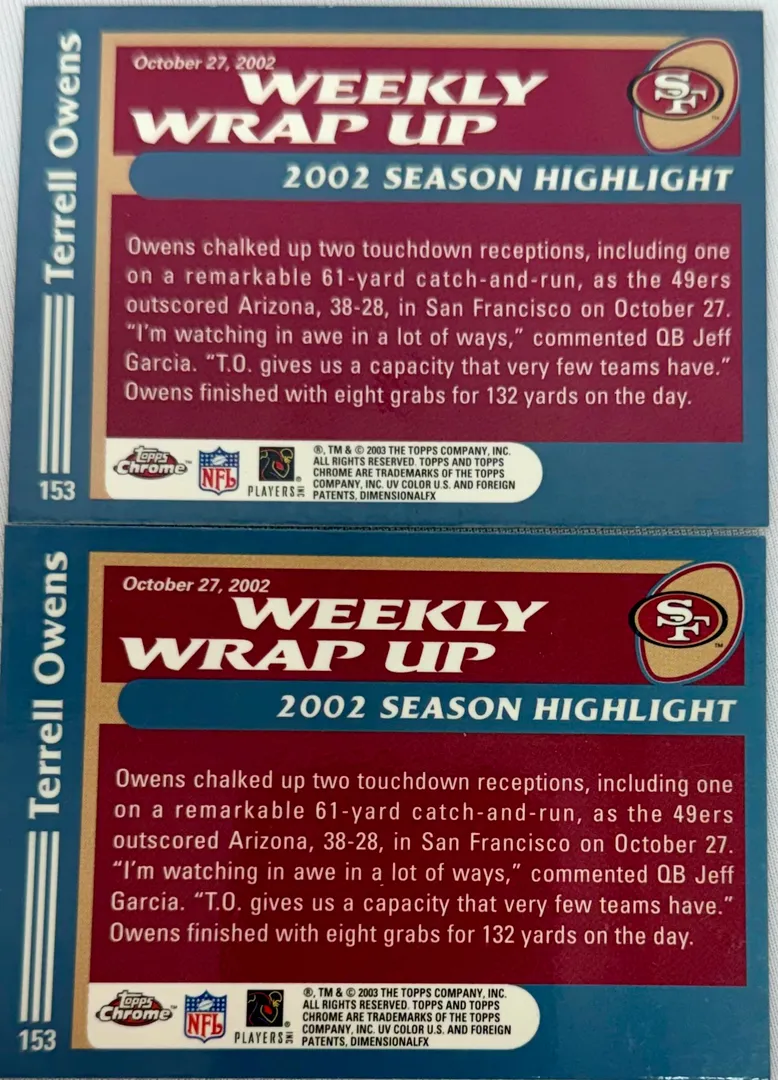 Terrell Owens
October 27, 2002
WEEKLY
WRAP UP
SF
TM
2002 SEASON HIGHLIGHT
Owens chalked up two touchdown receptions, including one
on a remarkable 61-yard catch-and-run, as the 49ers
outscored Arizona, 38-28, in San Francisco on October 27.
“I’m watching in awe in a lot of ways,” commented QB Jeff
Garcia. “T.O. gives us a capacity that very few teams have.”
Owens finished with eight grabs for 132 yards on the day.
153
Topps
Chrome™
NFL
PLAYERS INC
®, TM & © 2003 THE TOPPS COMPANY, INC.
ALL RIGHTS RESERVED. TOPPS AND TOPPS
CHROME ARE TRADEMARKS OF THE TOPPS
COMPANY, INC. UV COLOR U.S. AND FOREIGN
PATENTS, DIMENSIONALFX
Terrell Owens
October 27, 2002
WEEKLY
WRAP UP
SF
TM
2002 SEASON HIGHLIGHT
Owens chalked up two touchdown receptions, including one
on a remarkable 61-yard catch-and-run, as the 49ers
outscored Arizona, 38-28, in San Francisco on October 27.
“I’m watching in awe in a lot of ways,” commented QB Jeff
Garcia. “T.O. gives us a capacity that very few teams have.”
Owens finished with eight grabs for 132 yards on the day.
153
Topps
Chrome™
NFL
PLAYERS INC
®, TM & © 2003 THE TOPPS COMPANY, INC.
ALL RIGHTS RESERVED. TOPPS AND TOPPS
CHROME ARE TRADEMARKS OF THE TOPPS
COMPANY, INC. UV COLOR U.S. AND FOREIGN
PATENTS, DIMENSIONALFX